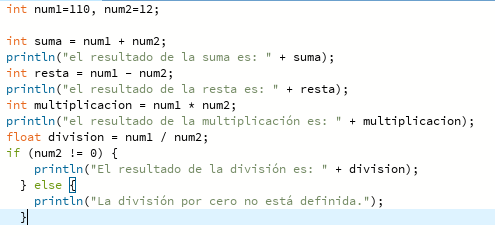 int num1=110, num2=12;

int suma = num1 + num2;
println("el resultado de la suma es: " + suma);
int resta = num1 - num2;
println("el resultado de la resta es: " + resta);
int multiplicacion = num1 * num2;
println("el resultado de la multiplicación es: " + multiplicacion);
float division = num1 / num2;
if (num2 != 0) {
    println("El resultado de la división es: " + division);
  } else {
    println("La división por cero no está definida.");
  }